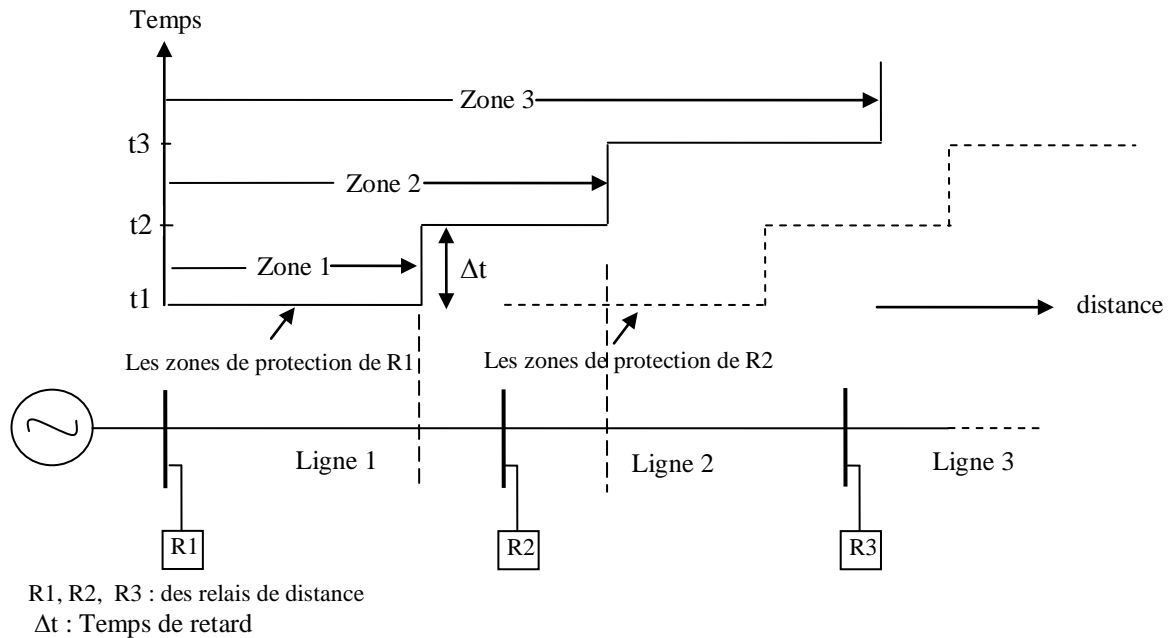 Temps
Zone 3
t3
Zone 2
t2
Zone 1
Δt
t1
distance
Les zones de protection de R1
Les zones de protection de R2
Ligne 1
Ligne 2
Ligne 3
R1
R2
R3
R1, R2, R3 : des relais de distance
Δt : Temps de retard